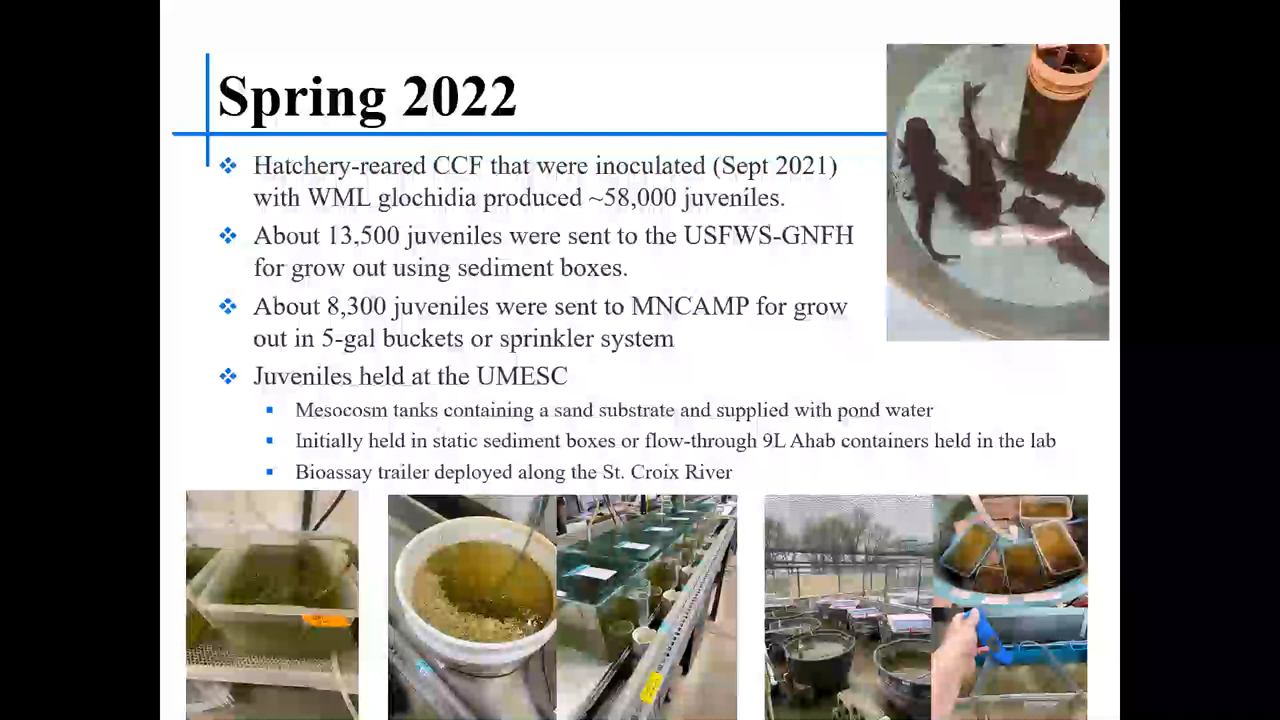 Spring 2022
Hatchery-reared CCF that were inoculated (Sept 2021)
with WML glochidia produced ~58,000 juveniles.
About 13,500 juveniles were sent to the USFWS-GNFH
for grow out using sediment boxes.
About 8,300 juveniles were sent to MNCAMP for grow
out in 5-gal buckets or sprinkler system
Juveniles held at the UMESC
Mesocosm tanks containing a sand substrate and supplied with pond water
Initially held in static sediment boxes or flow-through 9L Ahab containers held in the lab
Bioassay trailer deployed along the St. Croix River